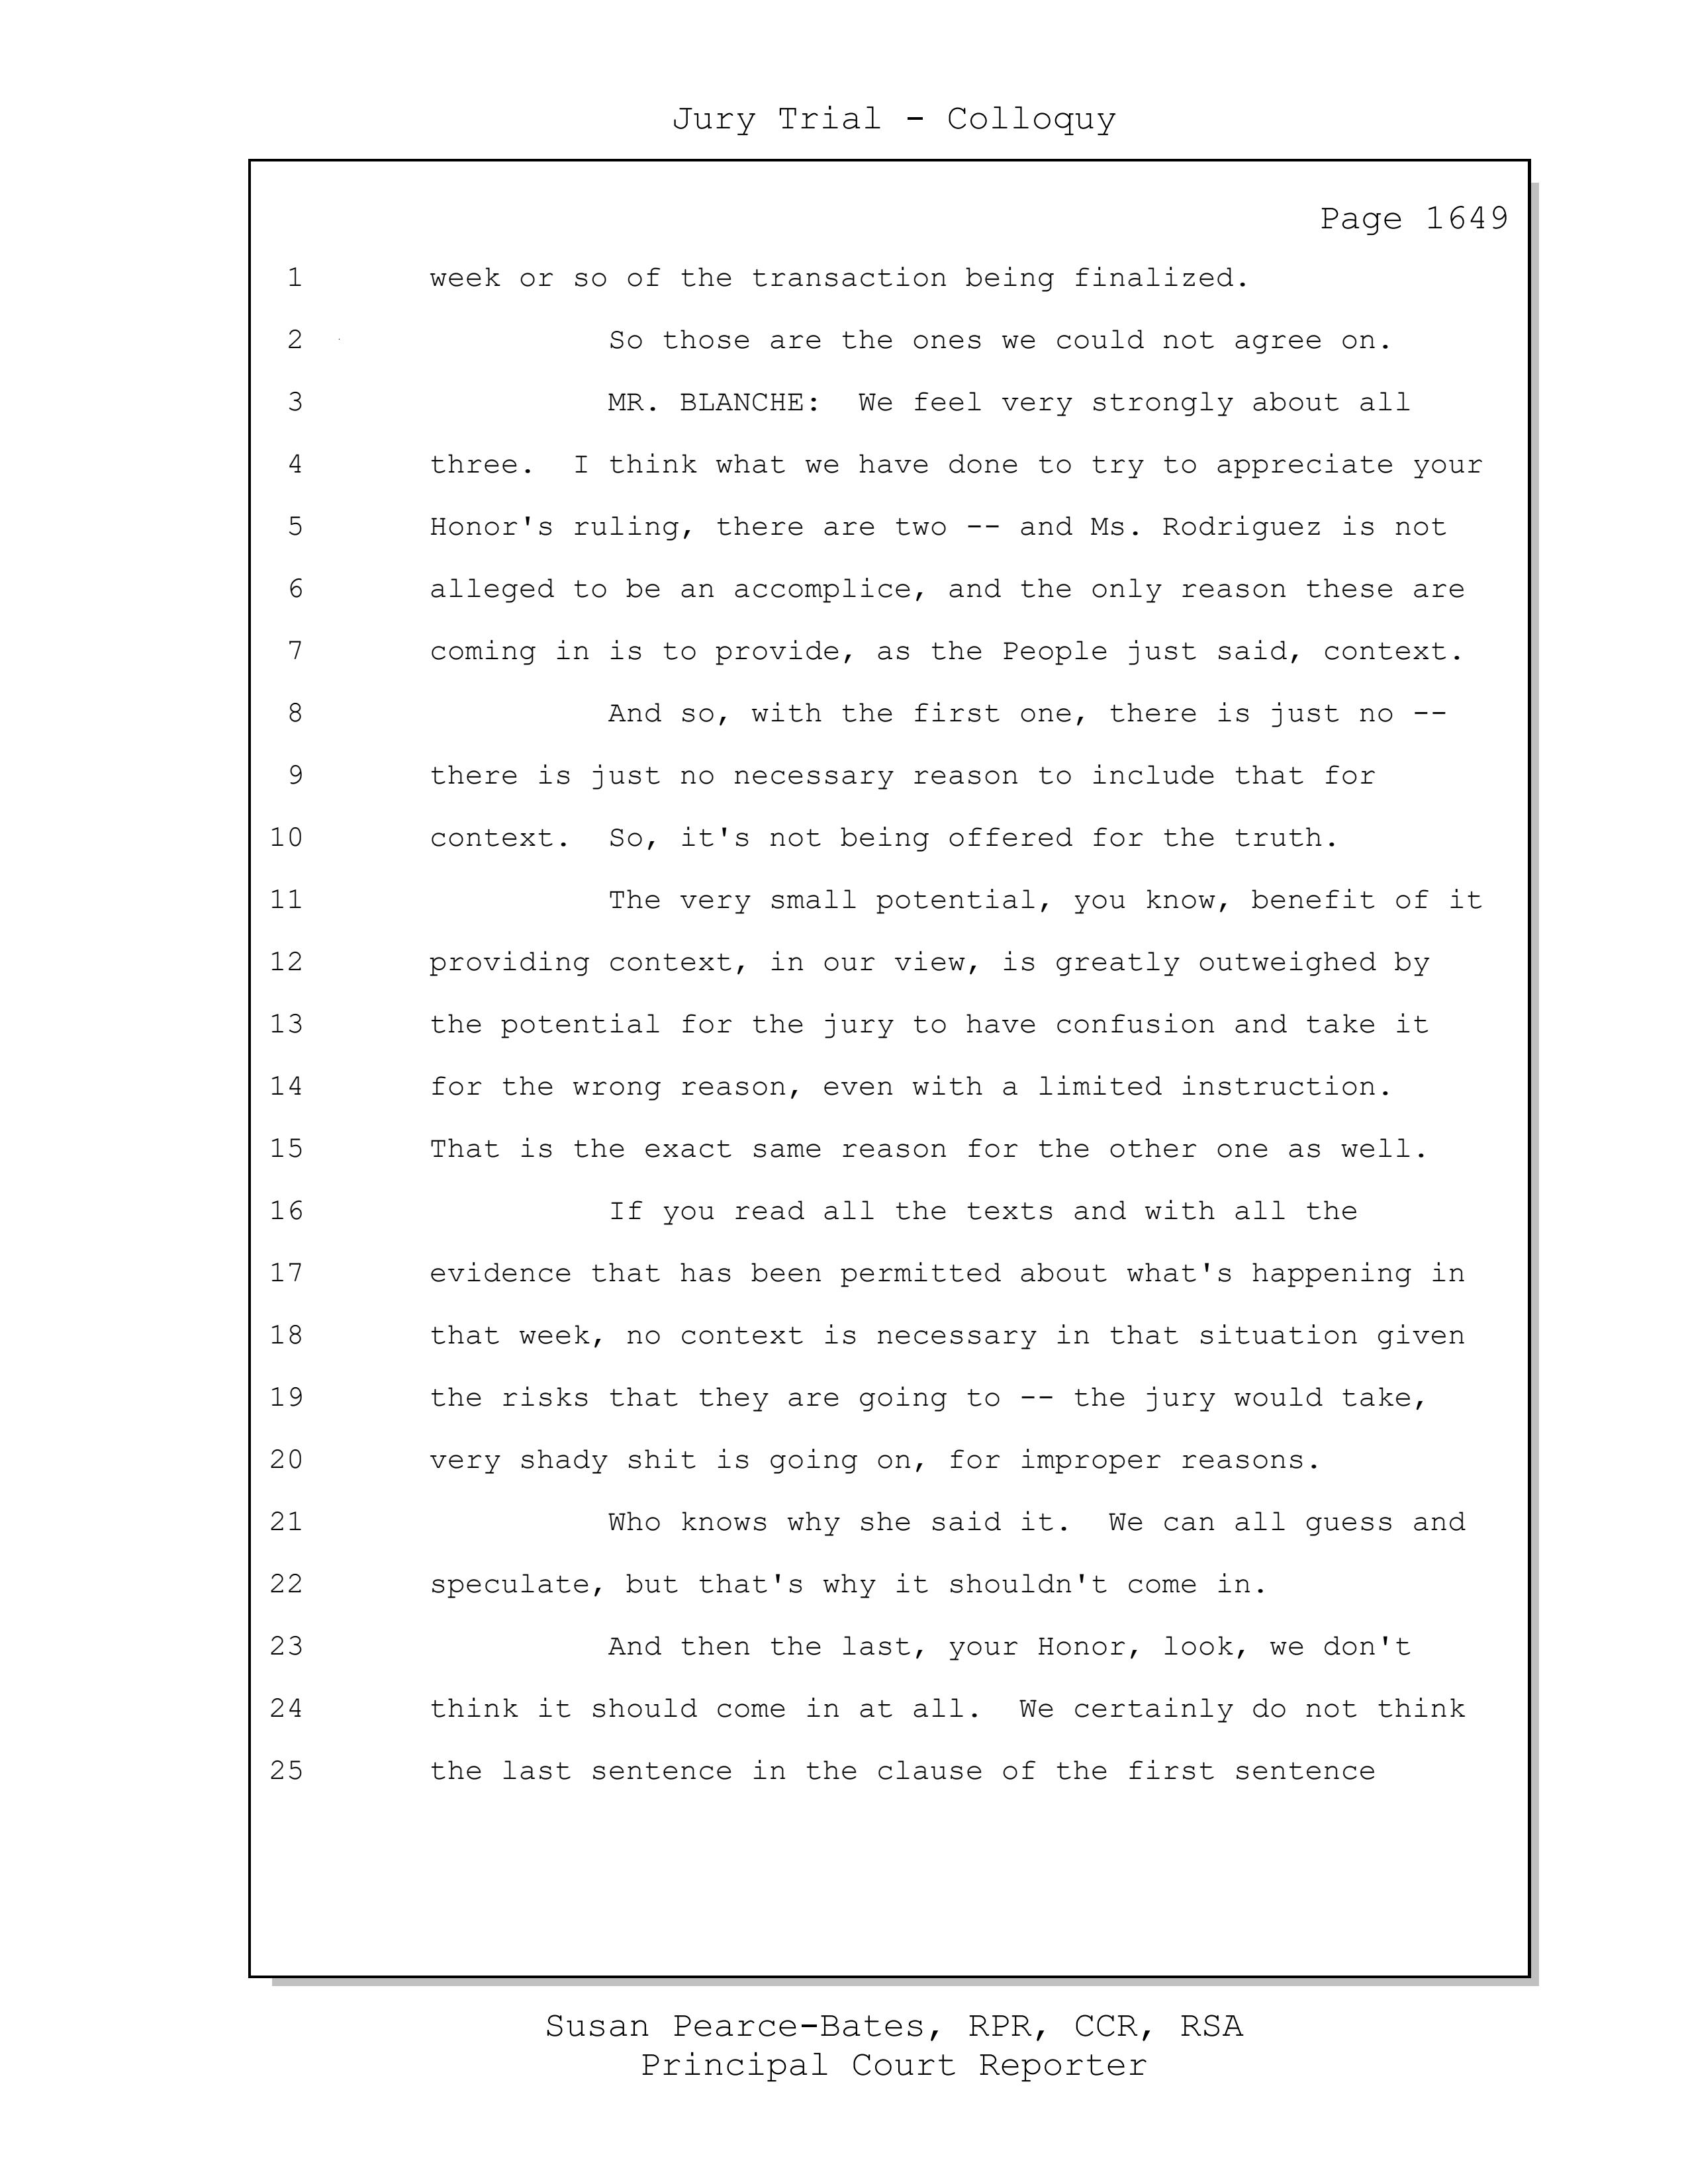 Jury Trial - Colloquy
Page 1649
1 week or so of the transaction being finalized.
2 So those are the ones we could not agree on.
3 MR. BLANCHE: We feel very strongly about all
4 three. I think what we have done to try to appreciate your
5 Honor's ruling, there are two -- and Ms. Rodriguez is not
6 alleged to be an accomplice, and the only reason these are
7 coming in is to provide, as the People just said, context.
8 And so, with the first one, there is just no --
9 there is just no necessary reason to include that for
10 context. So, it's not being offered for the truth.
11 The very small potential, you know, benefit of it
12 providing context, in our view, is greatly outweighed by
13 the potential for the jury to have confusion and take it
14 for the wrong reason, even with a limited instruction.
15 That is the exact same reason for the other one as well.
16 If you read all the texts and with all the
17 evidence that has been permitted about what's happening in
18 that week, no context is necessary in that situation given
19 the risks that they are going to -- the jury would take,
20 very shady shit is going on, for improper reasons.
21 Who knows why she said it. We can all guess and
22 speculate, but that's why it shouldn't come in.
23 And then the last, your Honor, look, we don't
24 think it should come in at all. We certainly do not think
25 the last sentence in the clause of the first sentence
Susan Pearce-Bates, RPR, CCR, RSA
Principal Court Reporter